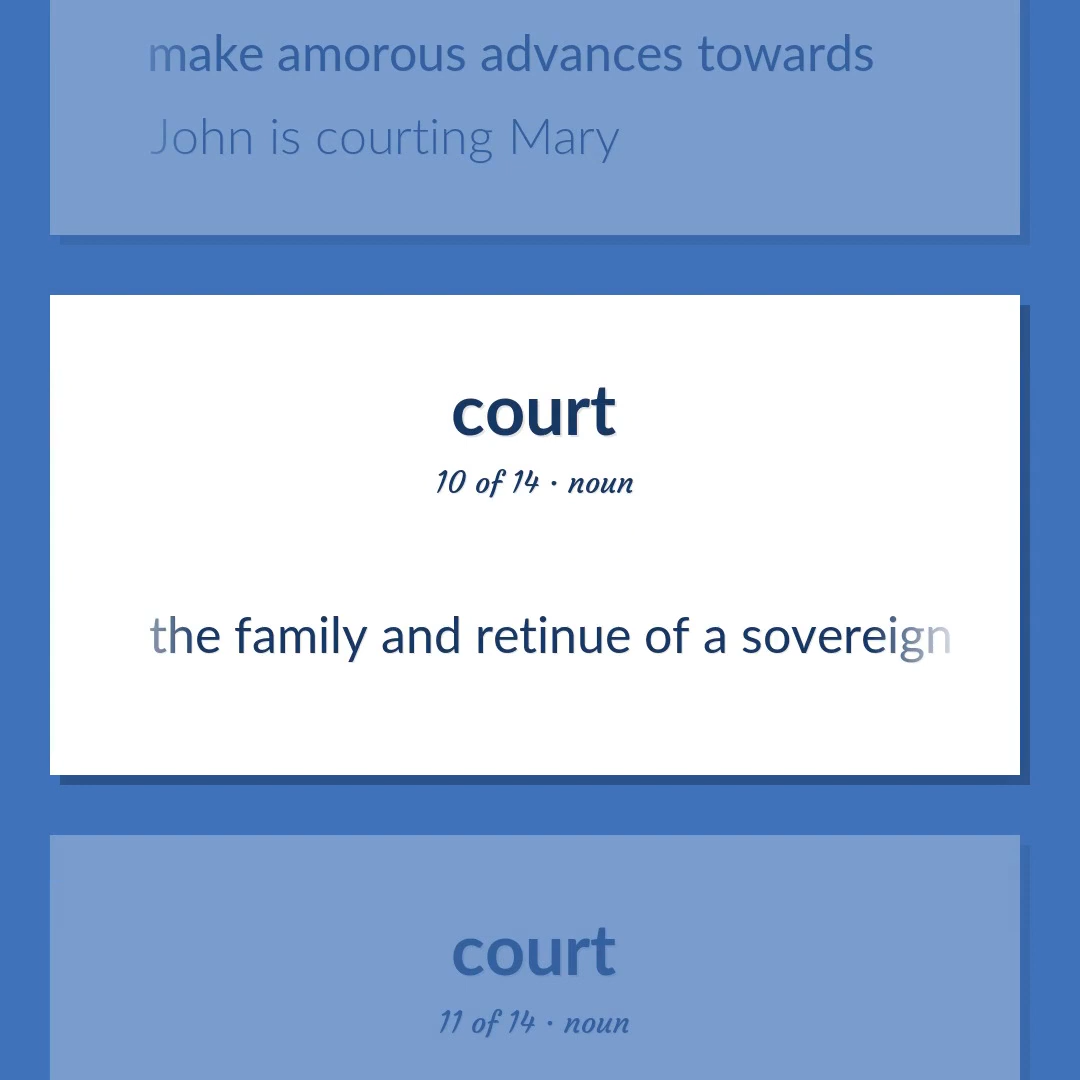 make amorous advances towards
John is courting Mary
court
10 of 14 · noun
the family and retinue of a sovereign
court
11 of 14 · noun